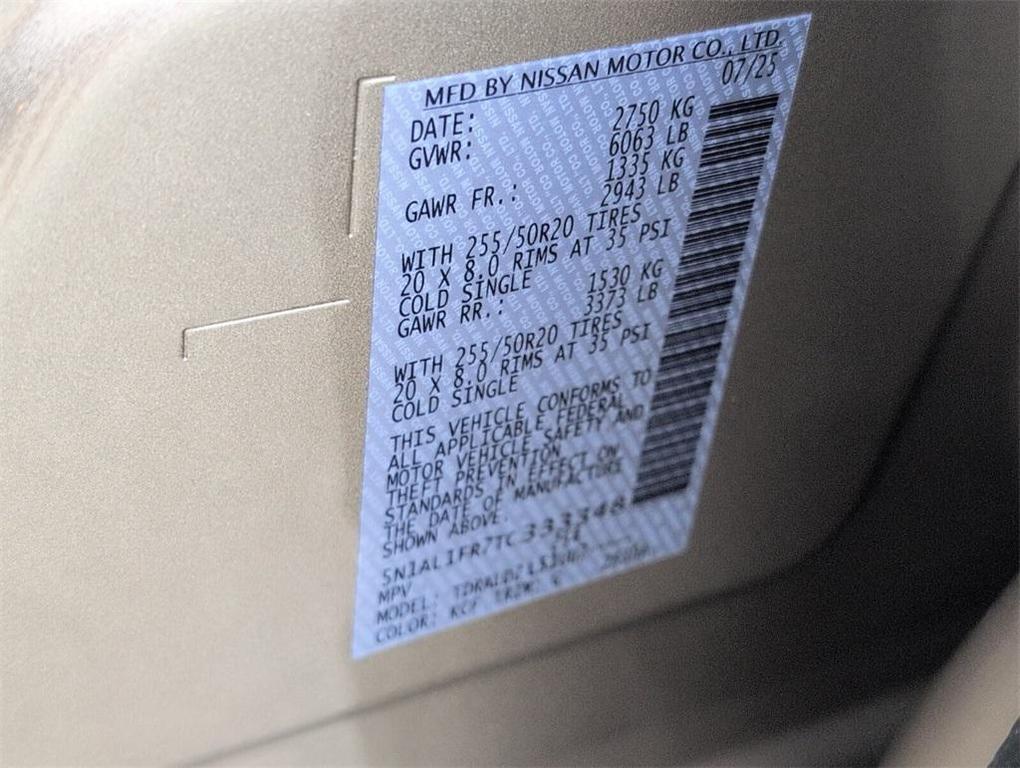 MFD BY NISSAN MOTOR CO., LTD.
DATE: 07/25
GVWR: 2750 KG
6063 LB
GAWR FR.: 1335 KG
2943 LB
WITH 255/50R20 TIRES
20 X 8.0 RIMS AT 35 PSI
COLD SINGLE
GAWR RR.: 1530 KG
3373 LB
WITH 255/50R20 TIRES
20 X 8.0 RIMS AT 35 PSI
COLD SINGLE
THIS VEHICLE CONFORMS TO
ALL APPLICABLE FEDERAL
MOTOR VEHICLE SAFETY AND
THEFT PREVENTION
STANDARDS IN EFFECT ON
THE DATE OF MANUFACTURE
SHOWN ABOVE.
5N1AL1FR7TC333348
MPV
MODEL:
COLOR: KCF TRIM: